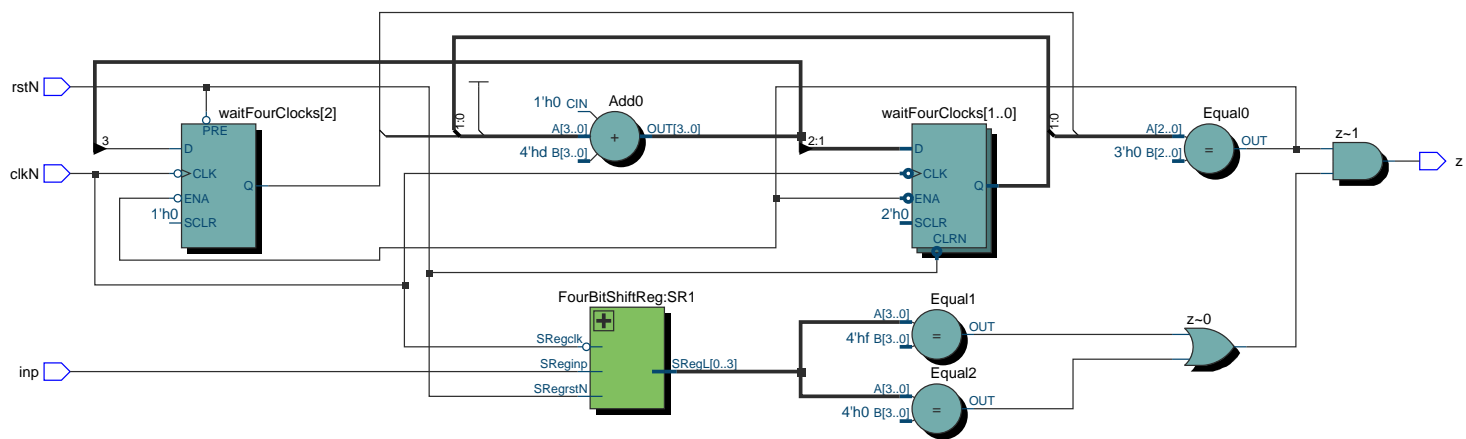 rstN
clkN
inp
waitFourClocks[2]
PRE
D
CLK
ENA
1'h0
SCLR
Q
3
1:0
1'h0 CIN
Add0
A[3..0]
OUT[3..0]
+
4'hd B[3..0]
2:1
waitFourClocks[1..0]
D
CLK
ENA
2'h0
SCLR
CLRN
Q
1:0
Equal0
A[2..0]
OUT
=
3'h0 B[2..0]
z~1
z
FourBitShiftReg:SR1
SRegclk
SReginp
SRegrstN
SRegL[0..3]
Equal1
A[3..0]
OUT
=
4'hf B[3..0]
Equal2
A[3..0]
OUT
=
4'h0 B[3..0]
z~0